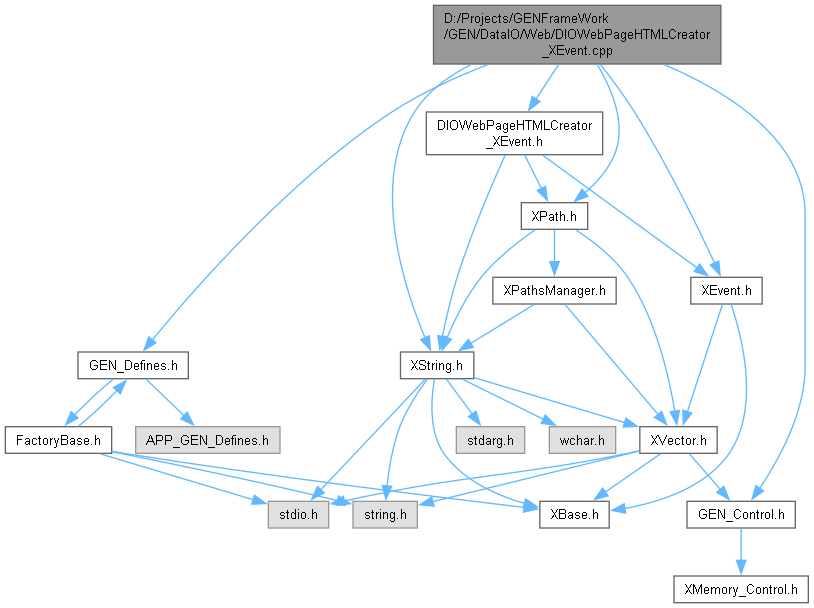 D:/Projects/GENFrameWork
/GEN/DataIO/Web/DIOWebPageHTMLCreator
_XEvent.cpp
DIOWebPageHTMLCreator
_XEvent.h
XPath.h
XPathsManager.h
XEvent.h
GEN_Defines.h
XString.h
FactoryBase.h
APP_GEN_Defines.h
stdarg.h
wchar.h
XVector.h
stdio.h
string.h
XBase.h
GEN_Control.h
XMemory_Control.h